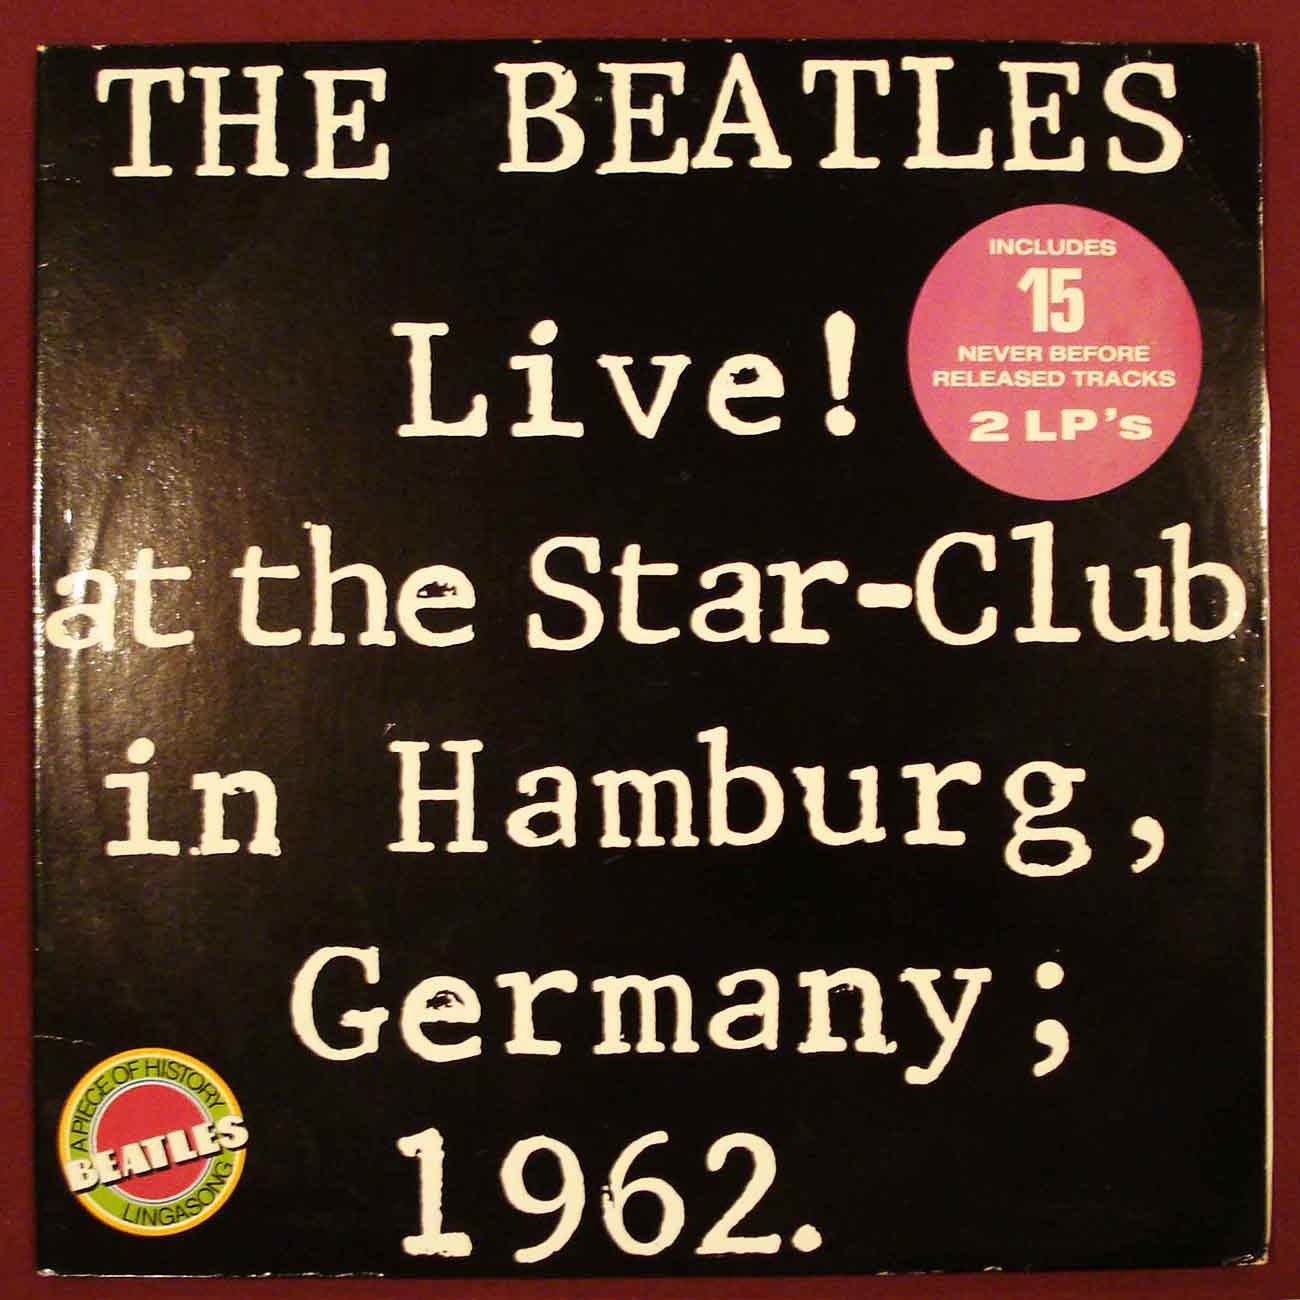 THE BEATLES
INCLUDES
15
NEVER BEFORE
RELEASED TRACKS
2 LP's
Live!
at the Star-Club
in Hamburg,
Germany;
1962.
A PIECE OF HISTORY
BEATLES
LINGASONG